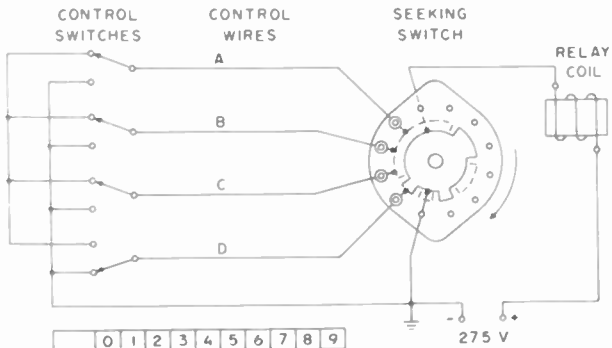 CONTROL SWITCHES
CONTROL WIRES
SEEKING SWITCH
RELAY COIL
A
B
C
D
- +
275 V
0 1 2 3 4 5 6 7 8 9